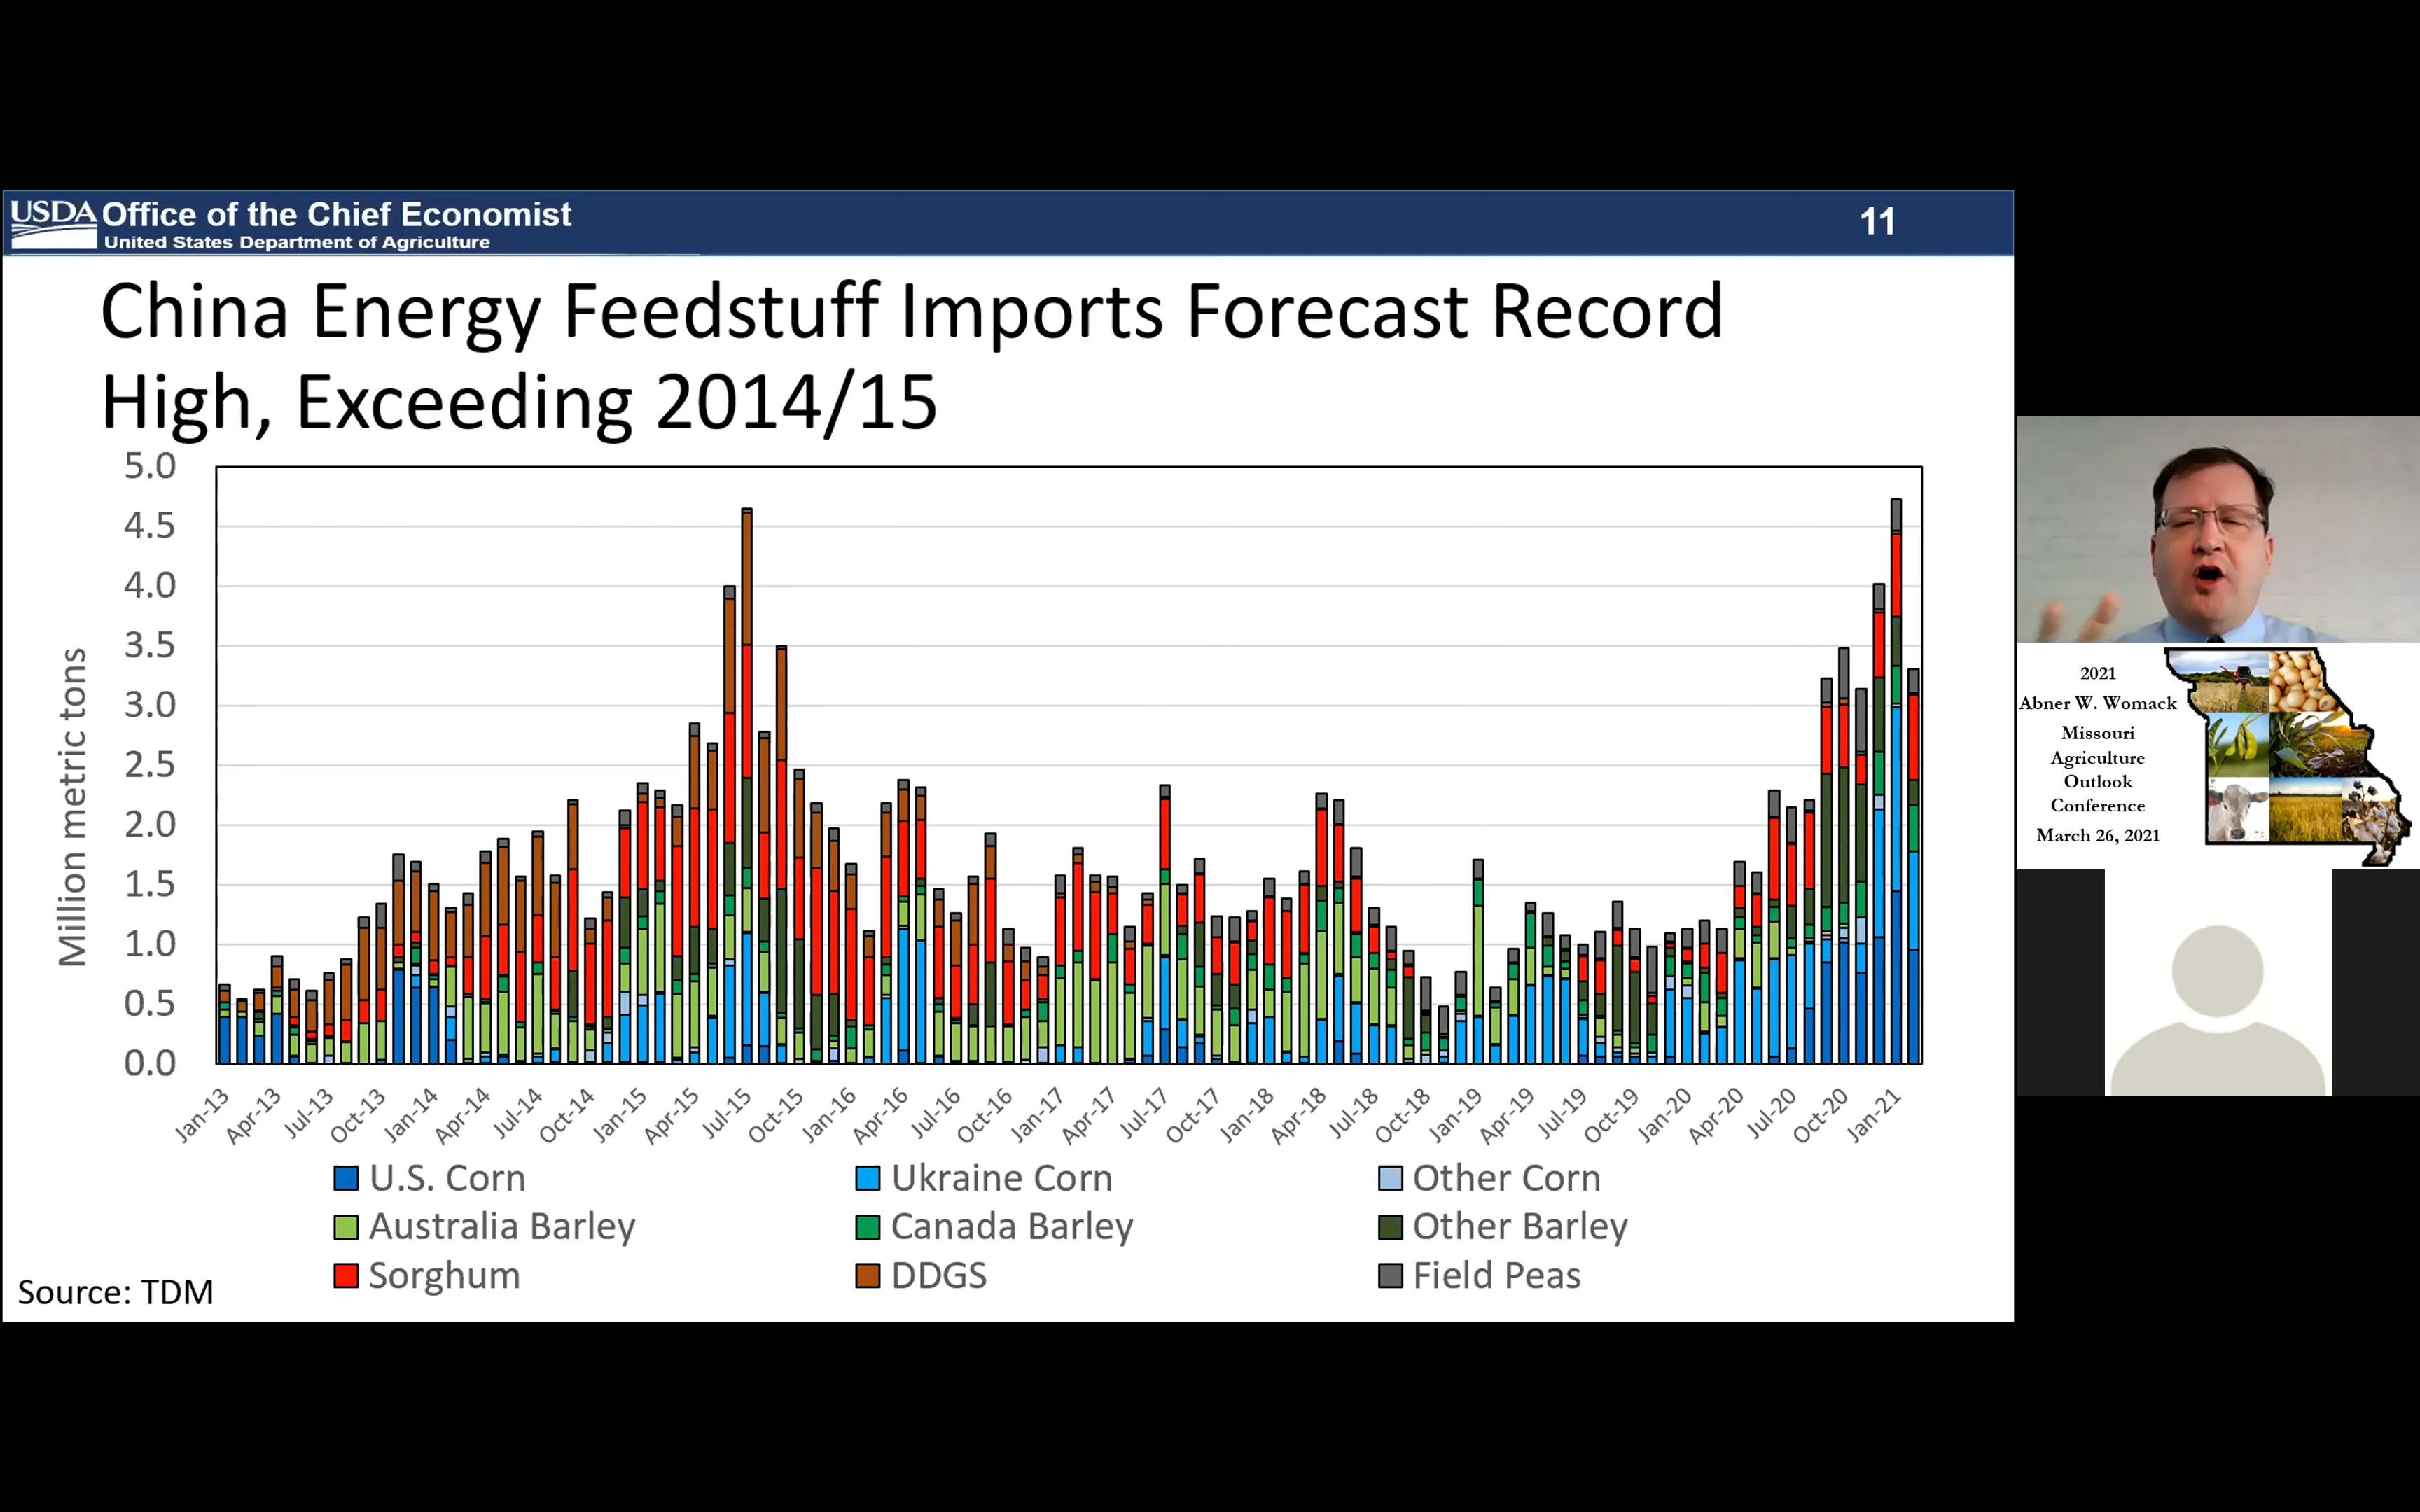 USDA Office of the Chief Economist
United States Department of Agriculture
11
China Energy Feedstuff Imports Forecast Record
High, Exceeding 2014/15
Million metric tons
5.0
4.5
4.0
3.5
3.0
2.5
2.0
1.5
1.0
0.5
0.0
Jan-13 Apr-13 Jul-13 Oct-13 Jan-14 Apr-14 Jul-14 Oct-14 Jan-15 Apr-15 Jul-15 Oct-15 Jan-16 Apr-16 Jul-16 Oct-16 Jan-17 Apr-17 Jul-17 Oct-17 Jan-18 Apr-18 Jul-18 Oct-18 Jan-19 Apr-19 Jul-19 Oct-19 Jan-20 Apr-20 Jul-20 Oct-20 Jan-21
U.S. Corn Ukraine Corn Other Corn
Australia Barley Canada Barley Other Barley
Sorghum DDGS Field Peas
Source: TDM
2021
Abner W. Womack
Missouri
Agriculture
Outlook
Conference
March 26, 2021